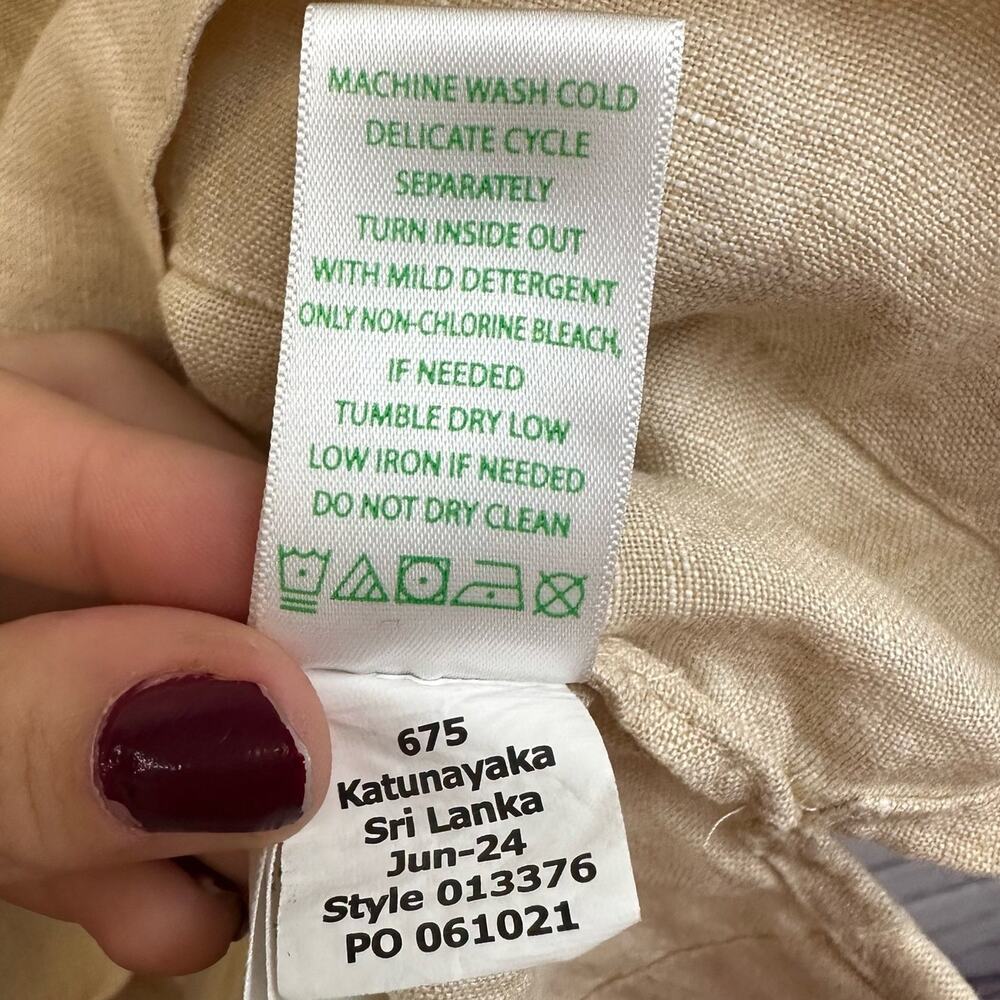 MACHINE WASH COLD
DELICATE CYCLE
SEPARATELY
TURN INSIDE OUT
WITH MILD DETERGENT
ONLY NON-CHLORINE BLEACH,
IF NEEDED
TUMBLE DRY LOW
LOW IRON IF NEEDED
DO NOT DRY CLEAN
675
Katunayaka
Sri Lanka
Jun-24
Style 013376
PO 061021